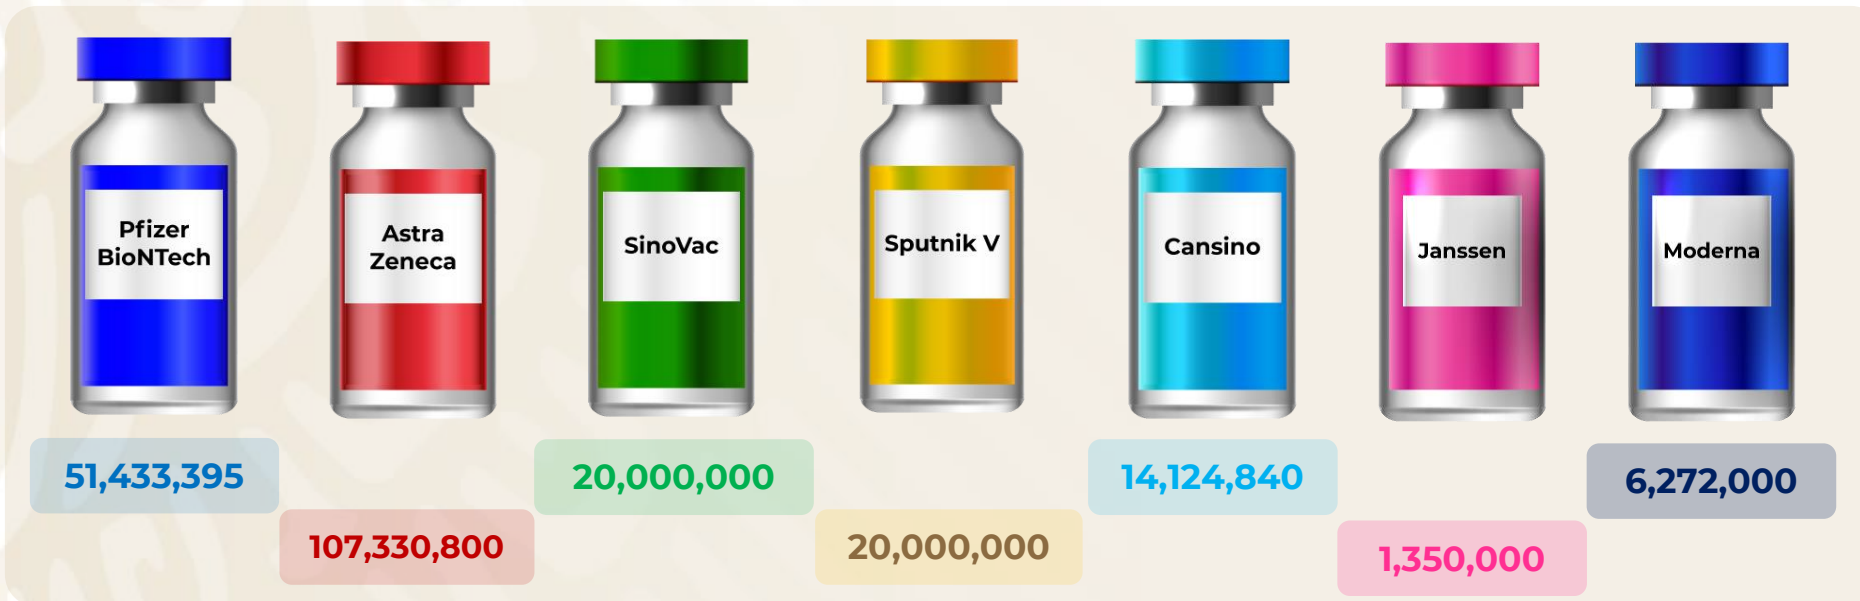 Pfizer
BioNTech
Astra
Zeneca
SinoVac
Sputnik V
Cansino
Janssen
Moderna
51,433,395
107,330,800
20,000,000
20,000,000
14,124,840
1,350,000
6,272,000